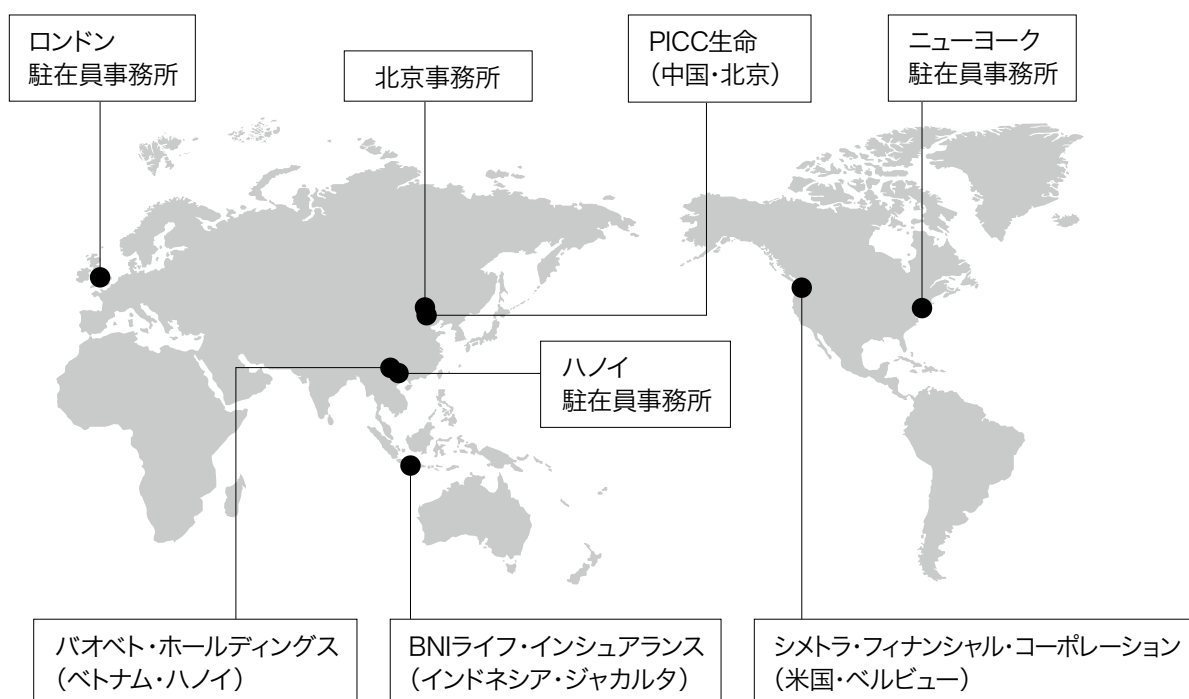 ロンドン
駐在員事務所
北京事務所
PICC生命
（中国・北京）
ニューヨーク
駐在員事務所
ハノイ
駐在員事務所
バオベト・ホールディングス
（ベトナム・ハノイ）
BNIライフ・インシュアランス
（インドネシア・ジャカルタ）
シメトラ・フィナンシャル・コーポレーション
（米国・ベルビュー）